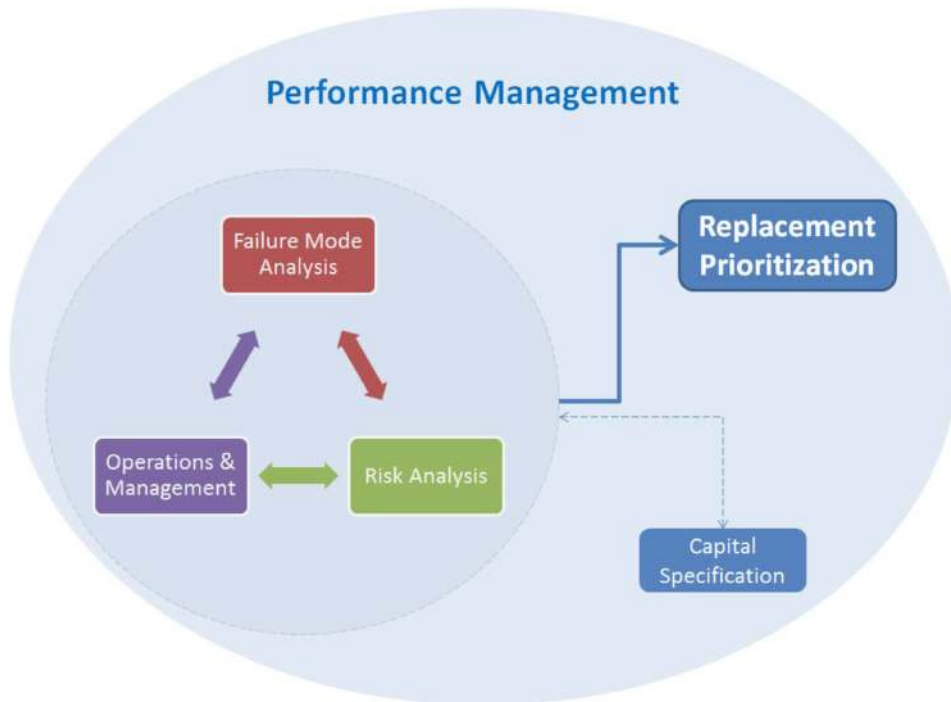 Performance Management
Failure Mode
Analysis
Replacement
Prioritization
Operations &
Management
Risk Analysis
Capital
Specification